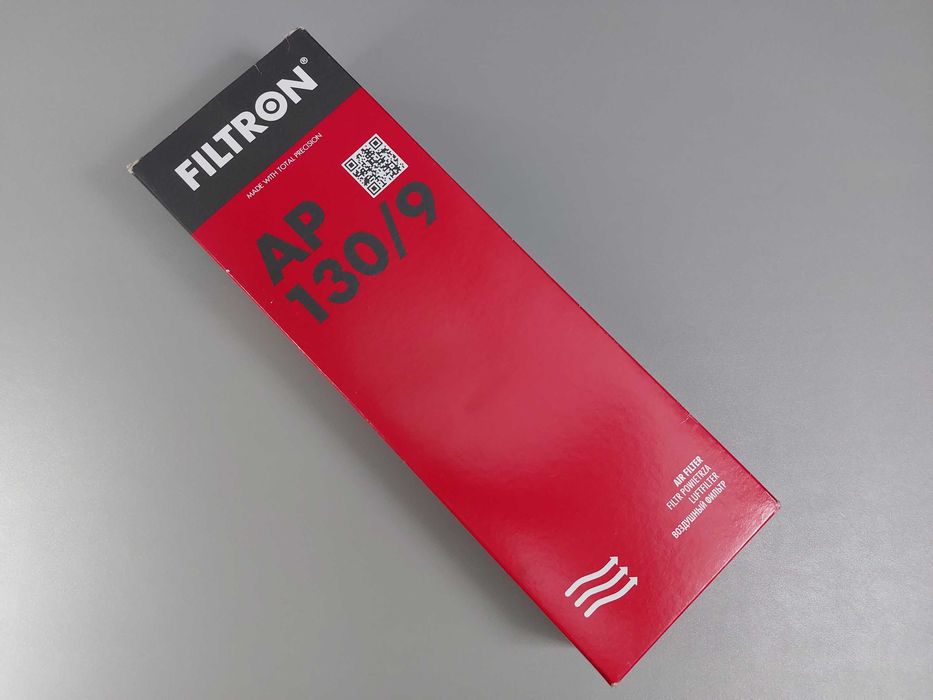 FILTRON®
MADE WITH TOTAL PRECISION
AP
130/9
AIR FILTER
FILTR POWIETRZA
LUFTFILTER
ВОЗДУШНЫЙ ФИЛЬТР